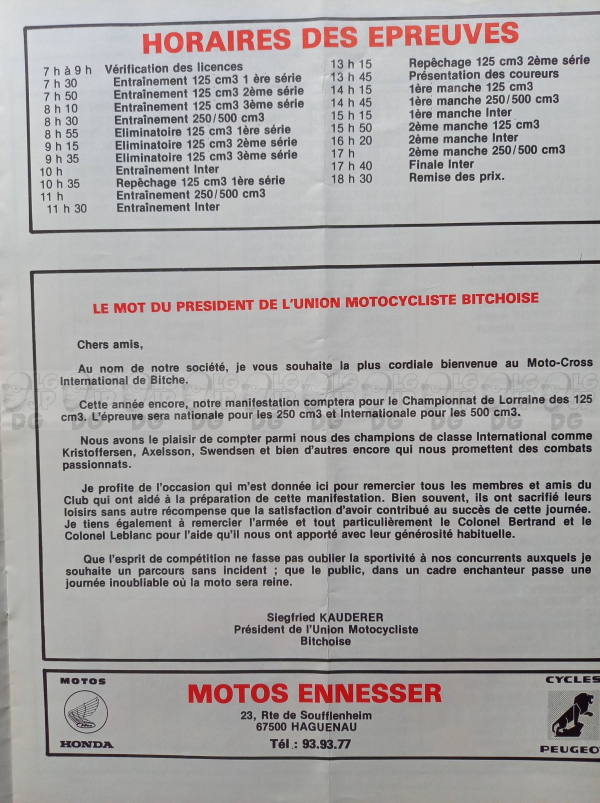 HORAIRES DES EPREUVES
7 h à 9 h Vérification des licences
7 h 30 Entraînement 125 cm3 1 ère série
7 h 50 Entraînement 125 cm3 2ème série
8 h 10 Entraînement 125 cm3 3ème série
8 h 30 Entraînement 250/500 cm3
8 h 55 Eliminatoire 125 cm3 1ère série
9 h 15 Eliminatoire 125 cm3 2ème série
9 h 35 Eliminatoire 125 cm3 3ème série
10 h Entraînement Inter
10 h 35 Repêchage 125 cm3 1ère série
11 h Entraînement 250/500 cm3
11 h 30 Entraînement Inter
13 h 15 Repêchage 125 cm3 2ème série
13 h 45 Présentation des coureurs
14 h 15 1ère manche 125 cm3
14 h 45 1ère manche 250/500 cm3
15 h 15 1ère manche Inter
15 h 50 2ème manche 125 cm3
16 h 20 2ème manche Inter
17 h 2ème manche 250/500 cm3
17 h 40 Finale Inter
18 h 30 Remise des prix.
LE MOT DU PRESIDENT DE L'UNION MOTOCYCLISTE BITCHOISE
Chers amis,
Au nom de notre société, je vous souhaite la plus cordiale bienvenue au Moto-Cross
International de Bitche.
Cette année encore, notre manifestation comptera pour le Championnat de Lorraine des 125
cm3. L'épreuve sera nationale pour les 250 cm3 et Internationale pour les 500 cm3.
Nous avons le plaisir de compter parmi nous des champions de classe International comme
Kristoffersen, Axelsson, Swendsen et bien d'autres encore qui nous promettent des combats
passionnats.
Je profite de l'occasion qui m'est donnée ici pour remercier tous les membres et amis du
Club qui ont aidé à la préparation de cette manifestation. Bien souvent, ils ont sacrifié leurs
loisirs sans autre récompense que la satisfaction d'avoir contribué au succès de cette journée.
Je tiens également à remercier l'armée et tout particulièrement le Colonel Bertrand et le
Colonel Leblanc pour l'aide qu'il nous ont apporté avec leur générosité habituelle.
Que l'esprit de compétition ne fasse pas oublier la sportivité à nos concurrents auxquels je
souhaite un parcours sans incident ; que le public, dans un cadre enchanteur passe une
journée inoubliable où la moto sera reine.
Siegfried KAUDERER
Président de l'Union Motocycliste
Bitchoise
MOTOS
HONDA
MOTOS ENNESSER
23, Rte de Soufflenheim
67500 HAGUENAU
Tél : 93.93.77
CYCLES
PEUGEO